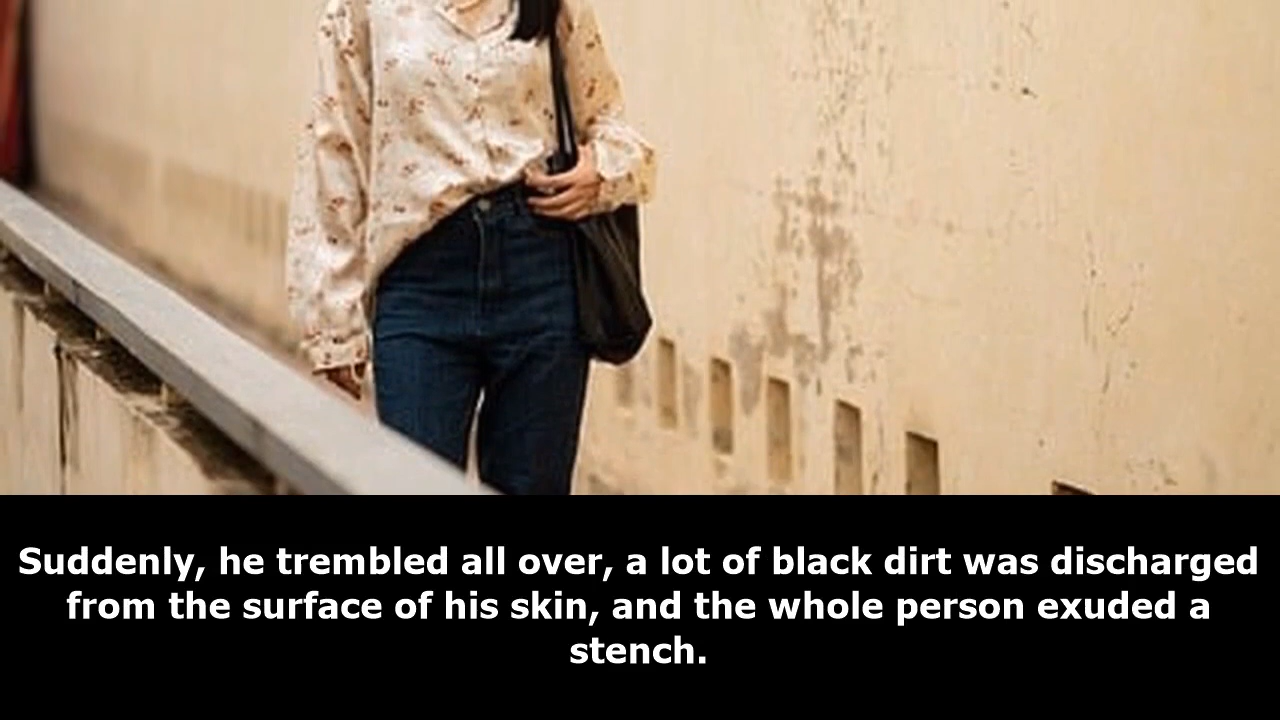 Suddenly, he trembled all over, a lot of black dirt was discharged
from the surface of his skin, and the whole person exuded a
stench.